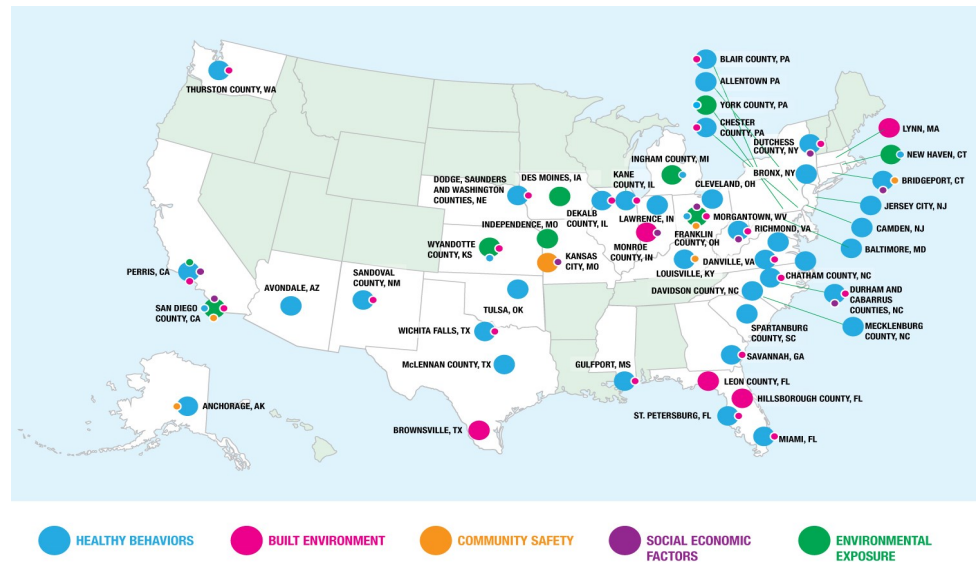 BLAIR COUNTY, PA
ALLENTOWN PA
YORK COUNTY, PA
CHESTER
COUNTY, PA
THURSTON COUNTY, WA
DUTCHESS
COUNTY, NY
LYNN, MA
NEW HAVEN, CT
INGHAM COUNTY, MI
BRONX, NY
BRIDGEPORT, CT
DODGE, SAUNDERS
AND WASHINGTON
COUNTIES, NE
DES MOINES, IA
KANE
COUNTY, IL
CLEVELAND, OH
JERSEY CITY, NJ
DEKALB
COUNTY, IL
LAWRENCE, IN
MORGANTOWN, WV
CAMDEN, NJ
INDEPENDENCE, MO
FRANKLIN
COUNTY, OH
RICHMOND, VA
BALTIMORE, MD
WYANDOTTE
COUNTY, KS
MONROE
COUNTY, IN
KANSAS
CITY, MO
DANVILLE, VA
LOUISVILLE, KY
PERRIS, CA
SANDOVAL
COUNTY, NM
CHATHAM COUNTY, NC
AVONDALE, AZ
DAVIDSON COUNTY, NC
DURHAM AND
CABARRUS
COUNTIES, NC
SAN DIEGO
COUNTY, CA
TULSA, OK
SPARTANBURG
COUNTY, SC
MECKLENBURG
COUNTY, NC
WICHITA FALLS, TX
SAVANNAH, GA
McLENNAN COUNTY, TX
GULFPORT, MS
LEON COUNTY, FL
HILLSBOROUGH COUNTY, FL
ANCHORAGE, AK
ST. PETERSBURG, FL
BROWNSVILLE, TX
MIAMI, FL
HEALTHY BEHAVIORS
BUILT ENVIRONMENT
COMMUNITY SAFETY
SOCIAL ECONOMIC
FACTORS
ENVIRONMENTAL
EXPOSURE